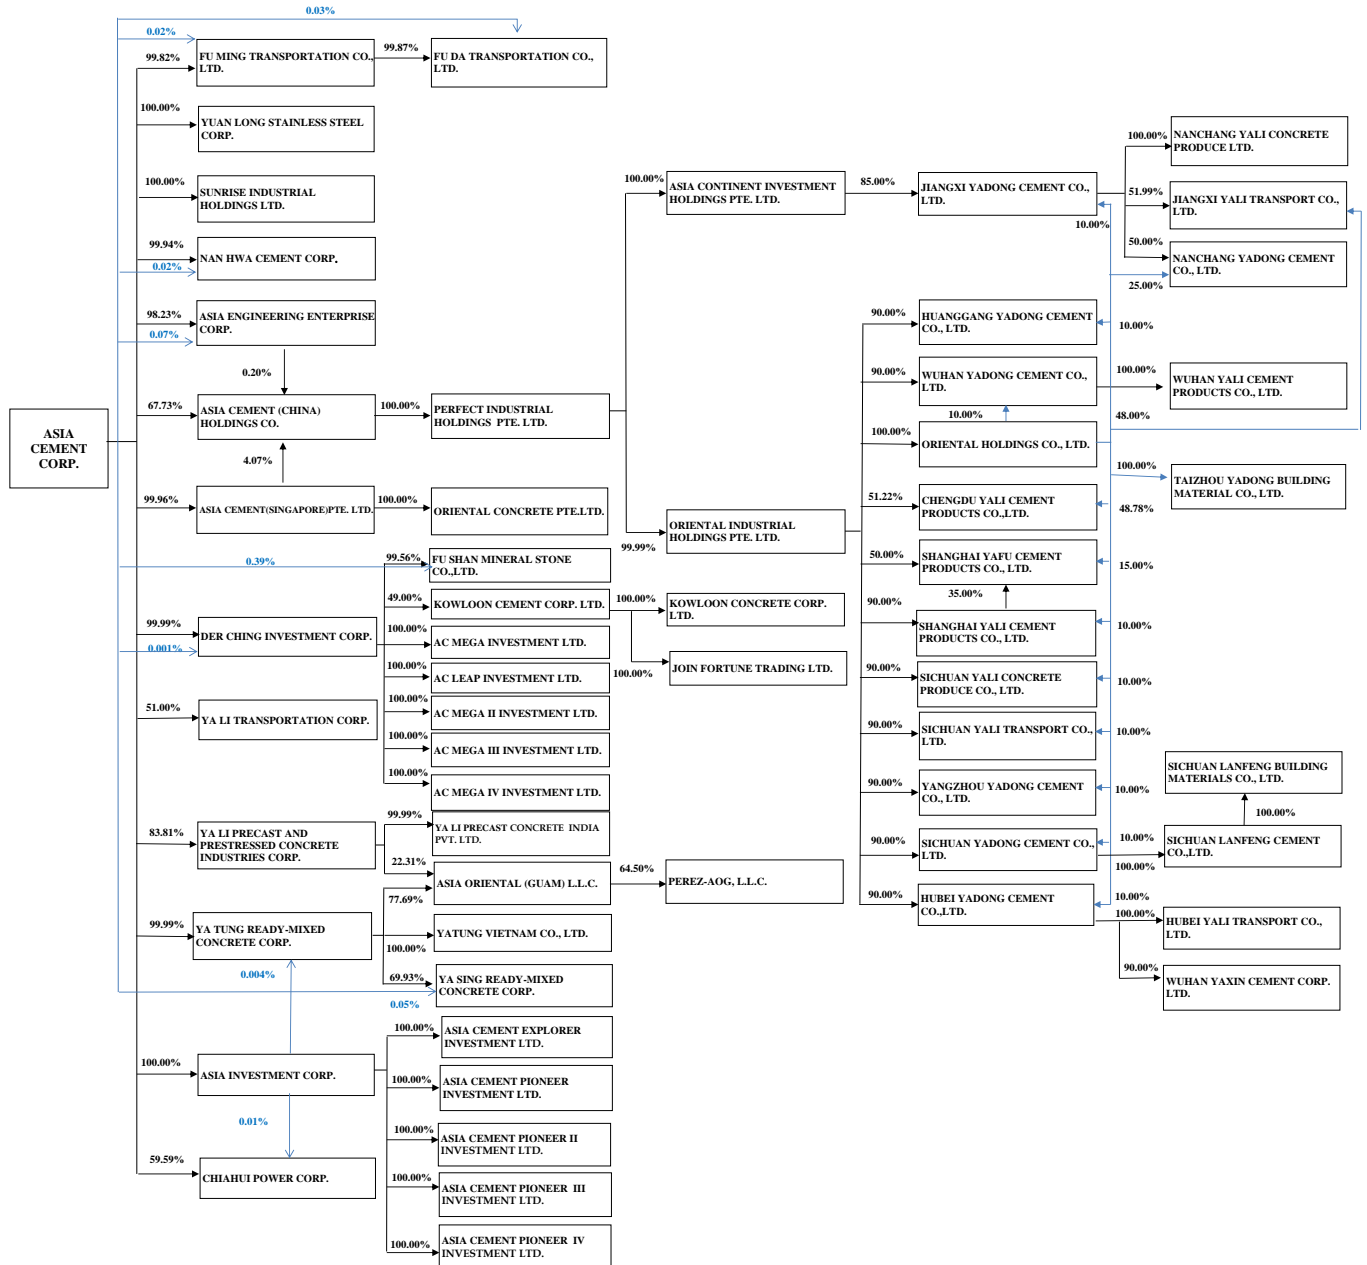 0.03%
0.02%
99.82%
FU MING TRANSPORTATION CO.,
LTD.
99.87%
FU DA TRANSPORTATION CO.,
LTD.
100.00%
YUAN LONG STAINLESS STEEL
CORP.
100.00%
SUNRISE INDUSTRIAL
HOLDINGS LTD.
99.94%
NAN HWA CEMENT CORP.
0.02%
98.23%
ASIA ENGINEERING ENTERPRISE
CORP.
0.07%
0.20%
ASIA
CEMENT
CORP.
67.73%
ASIA CEMENT (CHINA)
HOLDINGS CO.
100.00%
PERFECT INDUSTRIAL
HOLDINGS PTE. LTD.
4.07%
99.96%
ASIA CEMENT(SINGAPORE)PTE. LTD.
100.00%
ORIENTAL CONCRETE PTE.LTD.
0.39%
99.56%
FU SHAN MINERAL STONE
CO.,LTD.
49.00%
KOWLOON CEMENT CORP. LTD.
100.00%
KOWLOON CONCRETE CORP.
LTD.
99.99%
DER CHING INVESTMENT CORP.
0.001%
100.00%
AC MEGA INVESTMENT LTD.
100.00%
JOIN FORTUNE TRADING LTD.
100.00%
AC LEAP INVESTMENT LTD.
100.00%
AC MEGA II INVESTMENT LTD.
51.00%
YA LI TRANSPORTATION CORP.
100.00%
AC MEGA III INVESTMENT LTD.
100.00%
AC MEGA IV INVESTMENT LTD.
83.81%
YA LI PRECAST AND
PRESTRESSED CONCRETE
INDUSTRIES CORP.
99.99%
YA LI PRECAST CONCRETE INDIA
PVT. LTD.
22.31%
ASIA ORIENTAL (GUAM) L.L.C.
64.50%
PEREZ-AOG, L.L.C.
77.69%
99.99%
YA TUNG READY-MIXED
CONCRETE CORP.
YATUNG VIETNAM CO., LTD.
100.00%
0.004%
69.93%
YA SING READY-MIXED
CONCRETE CORP.
0.05%
100.00%
ASIA CEMENT EXPLORER
INVESTMENT LTD.
100.00%
ASIA INVESTMENT CORP.
100.00%
ASIA CEMENT PIONEER
INVESTMENT LTD.
0.01%
100.00%
ASIA CEMENT PIONEER II
INVESTMENT LTD.
59.59%
CHIAHUI POWER CORP.
100.00%
ASIA CEMENT PIONEER III
INVESTMENT LTD.
100.00%
ASIA CEMENT PIONEER IV
INVESTMENT LTD.
100.00%
ASIA CONTINENT INVESTMENT
HOLDINGS PTE. LTD.
85.00%
JIANGXI YADONG CEMENT CO.,
LTD.
10.00%
100.00%
NANCHANG YALI CONCRETE
PRODUCE LTD.
51.99%
JIANGXI YALI TRANSPORT CO.,
LTD.
50.00%
NANCHANG YADONG CEMENT
CO., LTD.
25.00%
99.99%
ORIENTAL INDUSTRIAL
HOLDINGS PTE. LTD.
90.00%
HUANGGANG YADONG CEMENT
CO., LTD.
10.00%
90.00%
WUHAN YADONG CEMENT CO.,
LTD.
100.00%
WUHAN YALI CEMENT
PRODUCTS CO., LTD.
10.00%
48.00%
100.00%
ORIENTAL HOLDINGS CO., LTD.
100.00%
TAIZHOU YADONG BUILDING
MATERIAL CO., LTD.
51.22%
CHENGDU YALI CEMENT
PRODUCTS CO.,LTD.
48.78%
50.00%
SHANGHAI YAFU CEMENT
PRODUCTS CO., LTD.
15.00%
35.00%
90.00%
SHANGHAI YALI CEMENT
PRODUCTS CO., LTD.
10.00%
90.00%
SICHUAN YALI CONCRETE
PRODUCE CO., LTD.
10.00%
90.00%
SICHUAN YALI TRANSPORT CO.,
LTD.
10.00%
90.00%
YANGZHOU YADONG CEMENT
CO., LTD.
10.00%
SICHUAN LANFENG BUILDING
MATERIALS CO., LTD.
100.00%
90.00%
SICHUAN YADONG CEMENT CO.,
LTD.
10.00%
100.00%
SICHUAN LANFENG CEMENT
CO.,LTD.
90.00%
HUBEI YADONG CEMENT
CO.,LTD.
10.00%
100.00%
HUBEI YALI TRANSPORT CO.,
LTD.
90.00%
WUHAN YAXIN CEMENT CORP.
LTD.